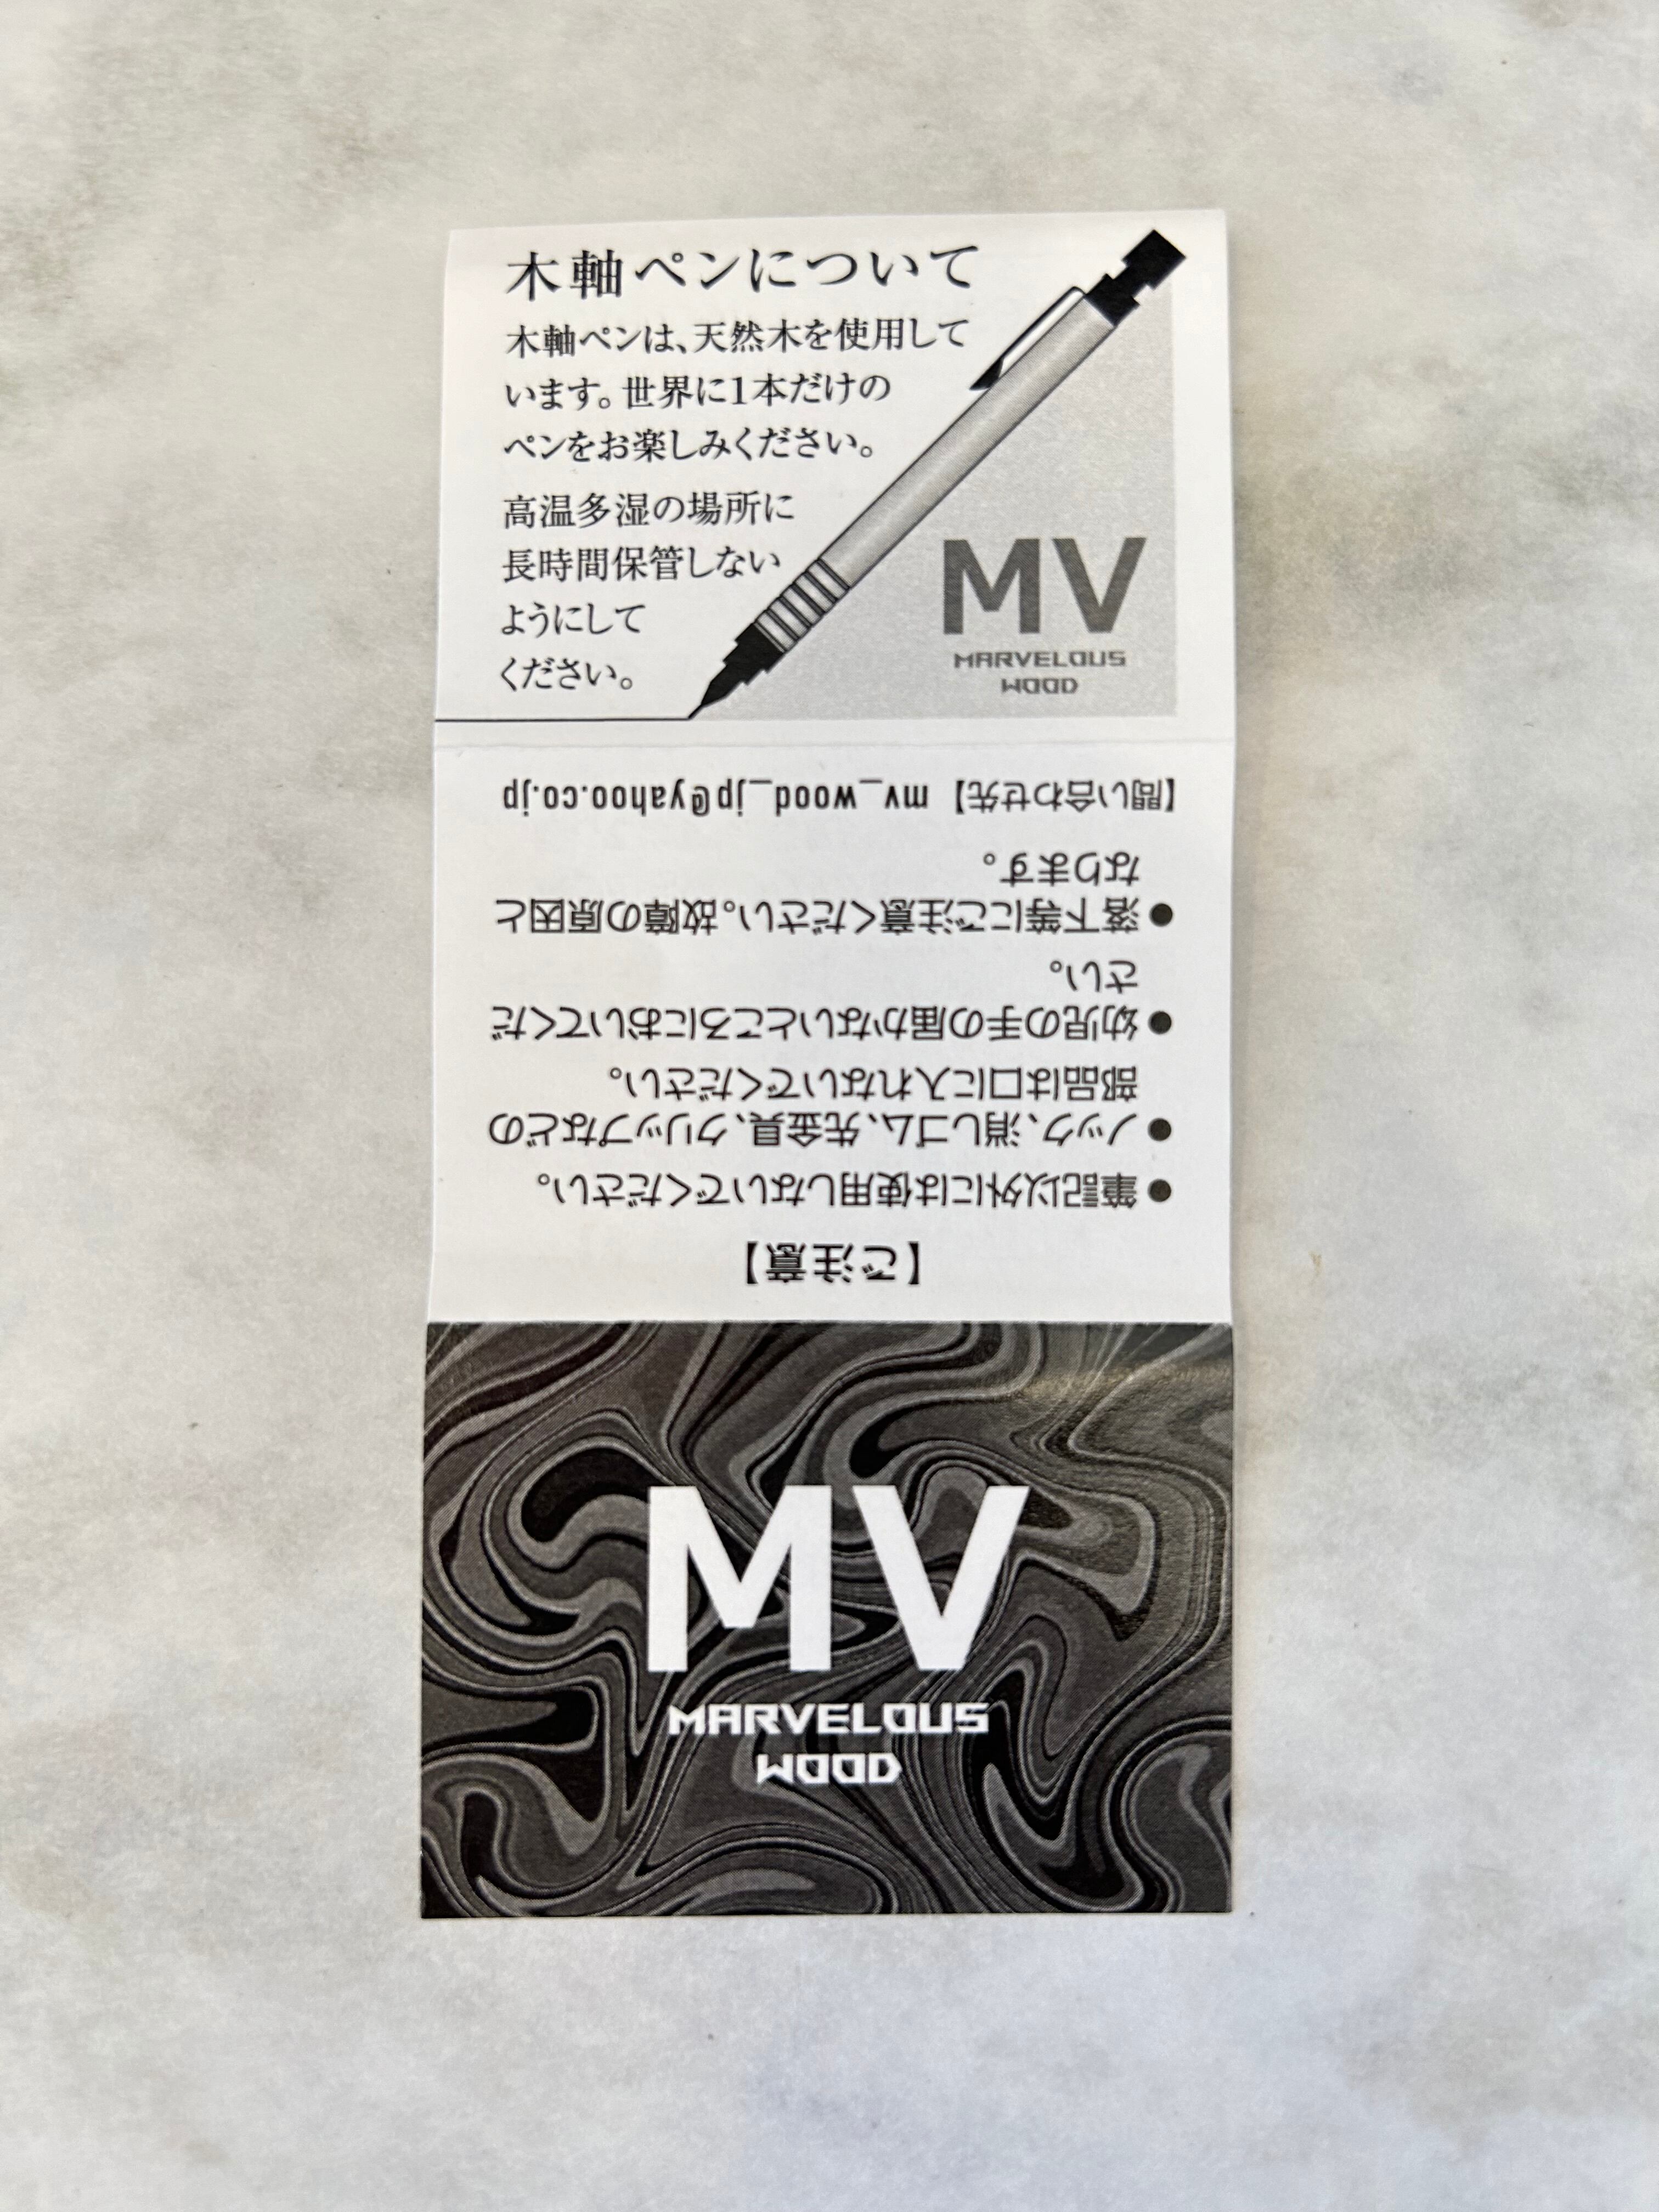 木軸ペンについて
木軸ペンは、天然木を使用して
います。世界に1本だけの
ペンをお楽しみください。
高温多湿の場所に
長時間保管しない
ようにして
ください。
MV
MARVELOUS
WOOD
【ご注意】
●筆記以外には使用しないでください。
●ノック、消しゴム、先金具、クリップなどの
部品は口に入れないでください。
●幼児の手の届かないところにおいてくだ
さい。
●落下等にご注意ください。故障の原因と
なります。
【問い合わせ先】 mv_wood_jp@yahoo.co.jp
MV
MARVELOUS
WOOD